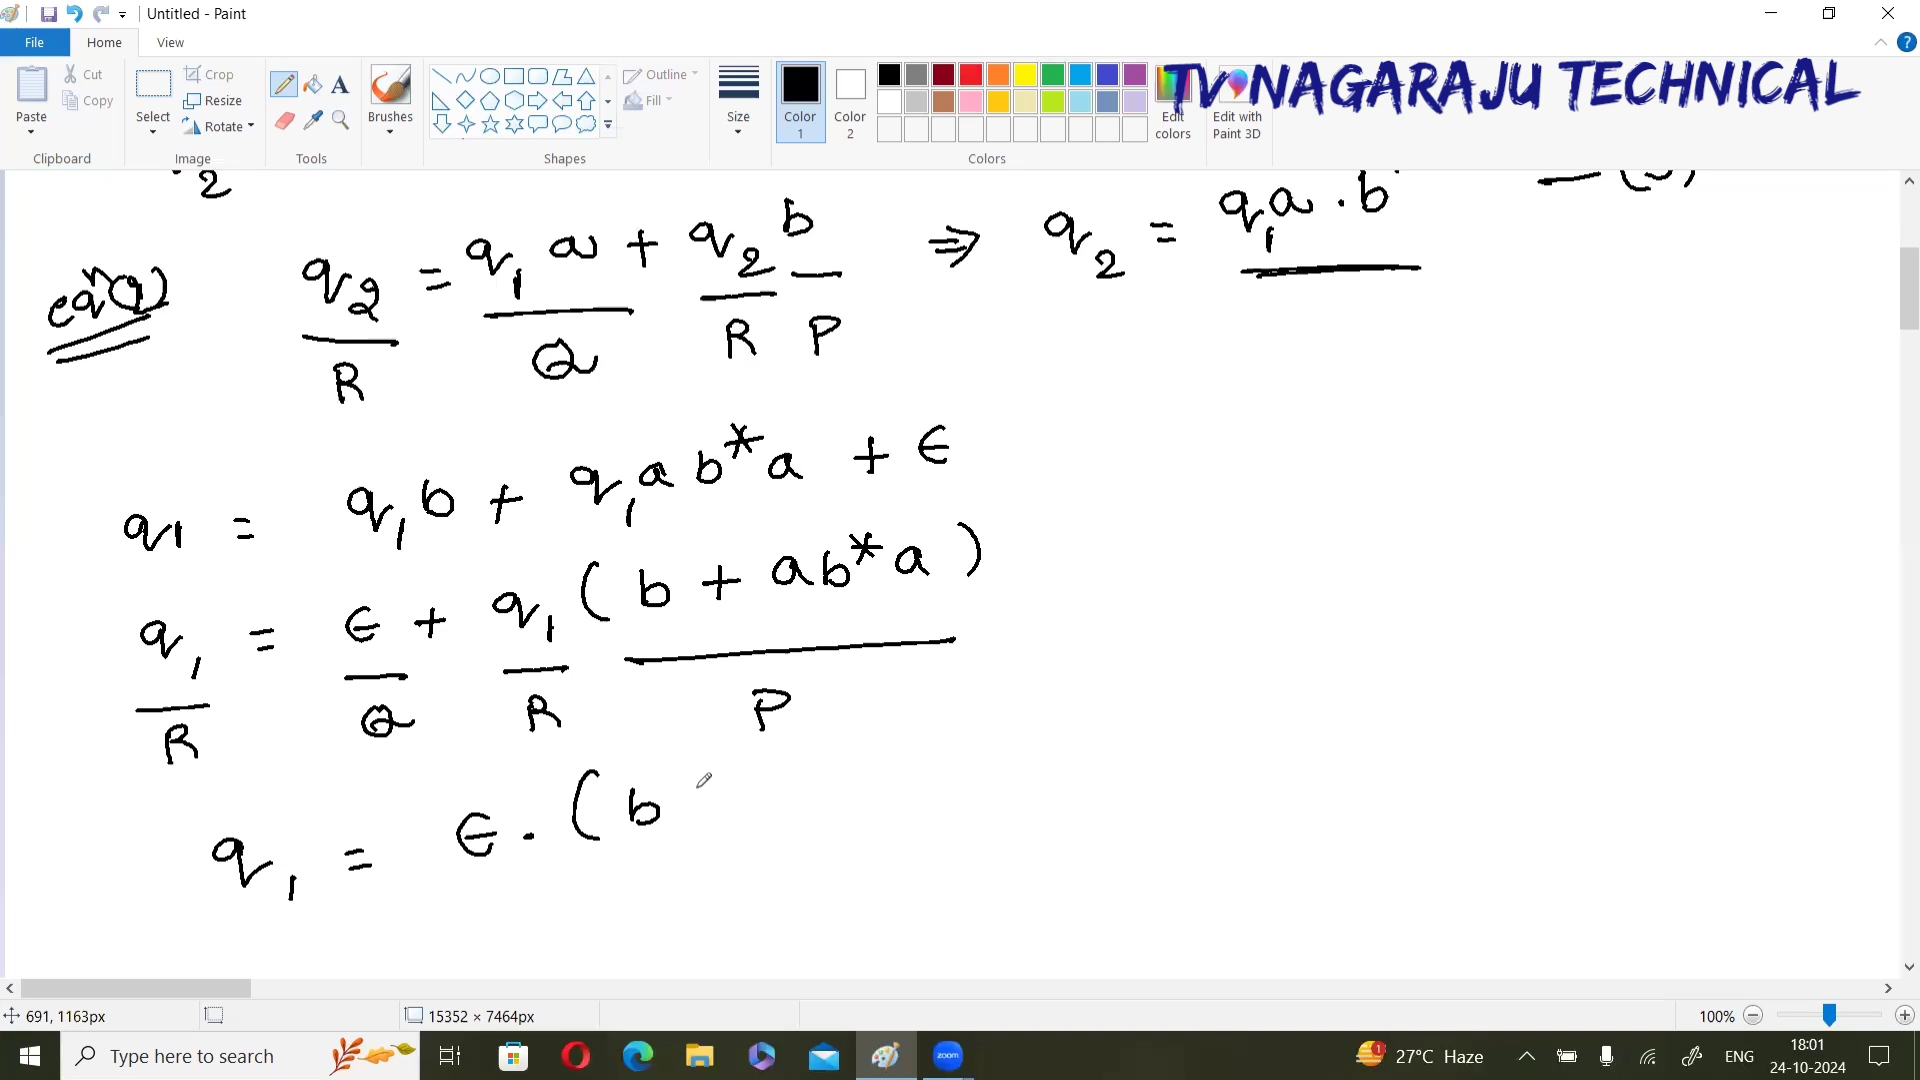 Untitled - Paint
File Home View
Cut
Copy
Paste
Clipboard
Crop
Resize
Rotate
Select
Image
Tools
Brushes
Outline
Fill
Shapes
Size
Color 1
Color 2
Edit colors
Edit with Paint 3D
Colors
TV NAGARAJU TECHNICAL
2
q2 = q1 a + q2 b ⇒ q2 = q1 a . b
R Q R P
q1 = q1 b + q1 a b* a + ϵ
q1 = ϵ + q1 ( b + a b* a )
R Q R P
q1 = ϵ . ( b
691, 1163px
15352 × 7464px
100%
Type here to search
zoom
1
27°C Haze
ENG
18:01
24-10-2024